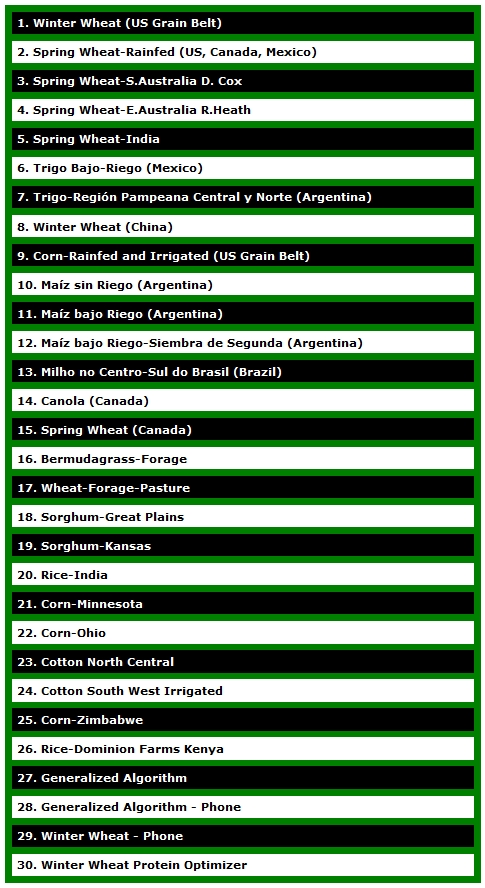 1. Winter Wheat (US Grain Belt)
2. Spring Wheat-Rainfed (US, Canada, Mexico)
3. Spring Wheat-S.Australia D. Cox
4. Spring Wheat-E.Australia R.Heath
5. Spring Wheat-India
6. Trigo Bajo-Riego (Mexico)
7. Trigo-Región Pampeana Central y Norte (Argentina)
8. Winter Wheat (China)
9. Corn-Rainfed and Irrigated (US Grain Belt)
10. Maíz sin Riego (Argentina)
11. Maíz bajo Riego (Argentina)
12. Maíz bajo Riego-Siembra de Segunda (Argentina)
13. Milho no Centro-Sul do Brasil (Brazil)
14. Canola (Canada)
15. Spring Wheat (Canada)
16. Bermudagrass-Forage
17. Wheat-Forage-Pasture
18. Sorghum-Great Plains
19. Sorghum-Kansas
20. Rice-India
21. Corn-Minnesota
22. Corn-Ohio
23. Cotton North Central
24. Cotton South West Irrigated
25. Corn-Zimbabwe
26. Rice-Dominion Farms Kenya
27. Generalized Algorithm
28. Generalized Algorithm - Phone
29. Winter Wheat - Phone
30. Winter Wheat Protein Optimizer